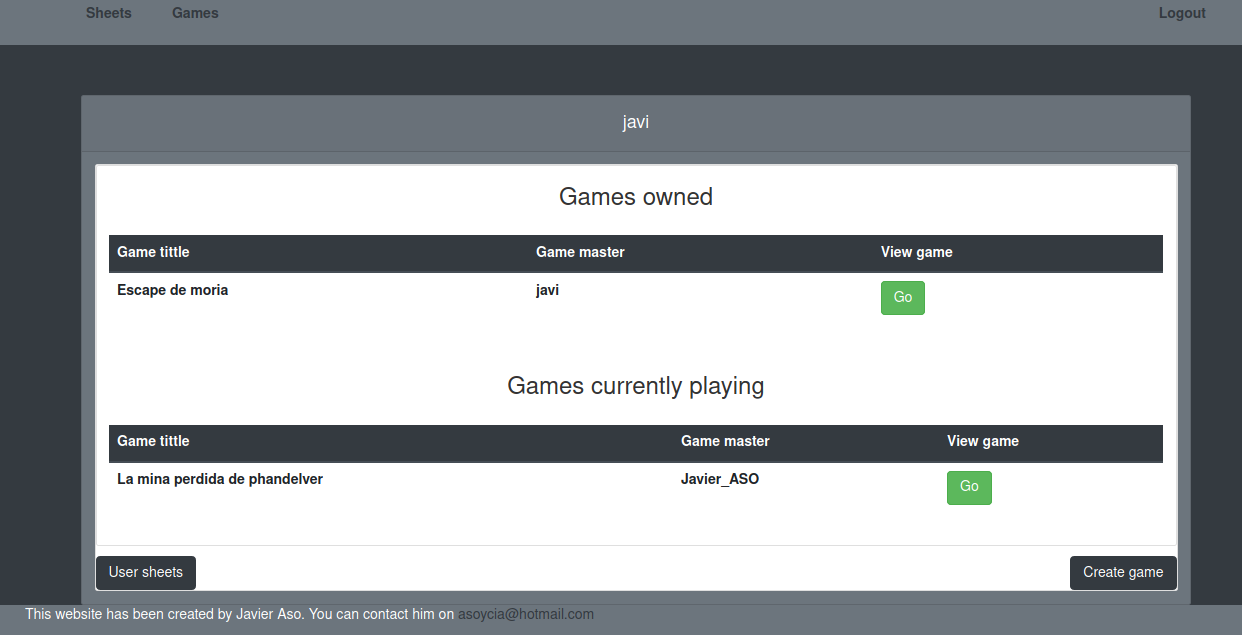 Sheets Games Logout
javi
Games owned
Game tittle Game master View game
Escape de moria javi Go
Games currently playing
Game tittle Game master View game
La mina perdida de phandelver Javier_ASO Go
User sheets Create game
This website has been created by Javier Aso. You can contact him on asoycia@hotmail.com